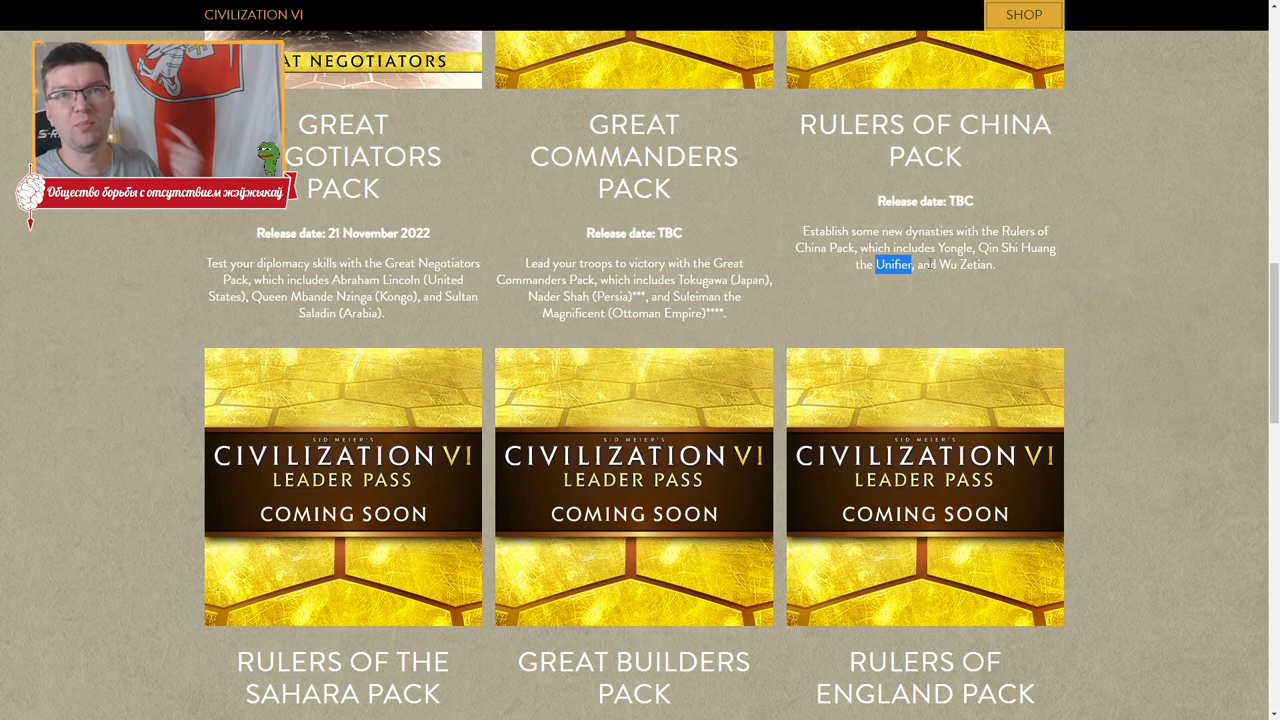 CIVILIZATION VI
SHOP
AT NEGOTIATORS
S-R
Общество борьбы с отсутствием жэўжыкаў
GREAT
GOTIATORS
PACK
Release date: 21 November 2022
Test your diplomacy skills with the Great Negotiators
Pack, which includes Abraham Lincoln (United
States), Queen Mbande Nzinga (Kongo), and Sultan
Saladin (Arabia).
GREAT
COMMANDERS
PACK
Release date: TBC
Lead your troops to victory with the Great
Commanders Pack, which includes Tokugawa (Japan),
Nader Shah (Persia)***, and Suleiman the
Magnificent (Ottoman Empire)****.
RULERS OF CHINA
PACK
Release date: TBC
Establish some new dynasties with the Rulers of
China Pack, which includes Yongle, Qin Shi Huang
the Unifier, and Wu Zetian.
SID MEIER'S
CIVILIZATION VI
LEADER PASS
COMING SOON
RULERS OF THE
SAHARA PACK
SID MEIER'S
CIVILIZATION VI
LEADER PASS
COMING SOON
GREAT BUILDERS
PACK
SID MEIER'S
CIVILIZATION VI
LEADER PASS
COMING SOON
RULERS OF
ENGLAND PACK